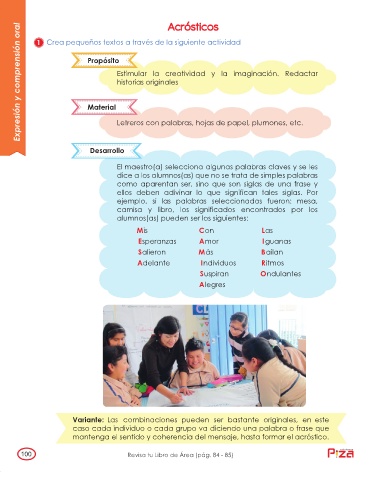 Expresión y comprensión oral
Acrósticos
1 Crea pequeños textos a través de la siguiente actividad
Propósito
Estimular la creatividad y la imaginación. Redactar
historias originales
Material
Letreros con palabras, hojas de papel, plumones, etc.
Desarrollo
El maestro(a) selecciona algunas palabras claves y se les
dice a los alumnos(as) que no se trata de simples palabras
como aparentan ser, sino que son siglas de una frase y
ellos deben adivinar lo que significan tales siglas. Por
ejemplo, si las palabras seleccionadas fueron: mesa,
camisa y libro, los significados encontrados por los
alumnos(as) pueden ser los siguientes:
Mis Con Las
Esperanzas Amor Iguanas
Salieron Más Bailan
Adelante Individuos Ritmos
Suspiran Ondulantes
Alegres
Variante: Las combinaciones pueden ser bastante originales, en este
caso cada individuo o cada grupo va diciendo una palabra o frase que
mantenga el sentido y coherencia del mensaje, hasta formar el acróstico.
100 Revisa tu Libro de Área (pág. 84 - 85)